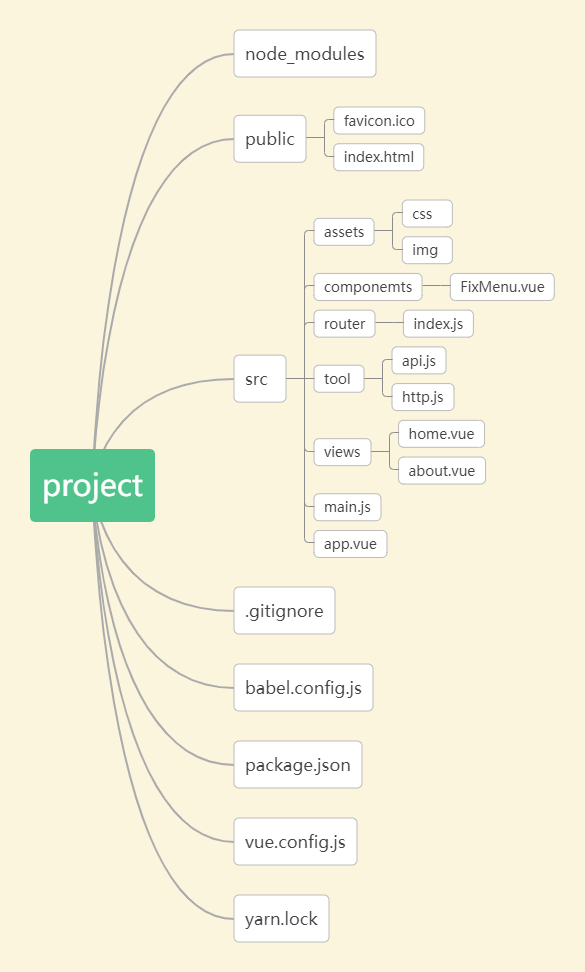 project
node_modules
public
favicon.ico
index.html
src
assets
css
img
componemts
FixMenu.vue
router
index.js
tool
api.js
http.js
views
home.vue
about.vue
main.js
app.vue
.gitignore
babel.config.js
package.json
vue.config.js
yarn.lock